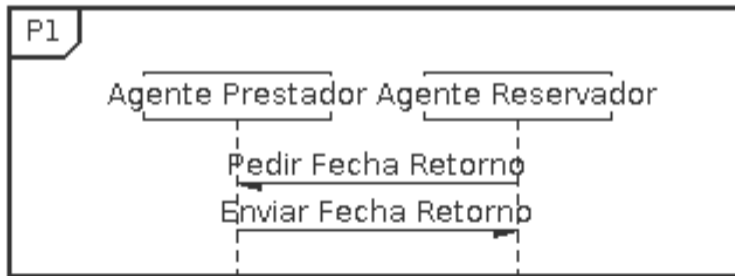 P1
Agente Prestador Agente Reservador
Pedir Fecha Retorno
Enviar Fecha Retorno